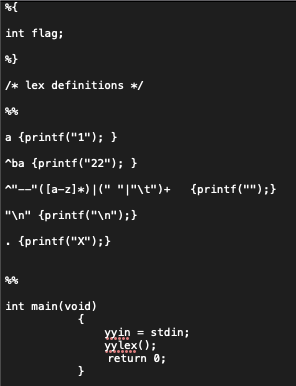 %{
int flag;
%}
/* lex definitions */
%%
a {printf("1"); }
^ba {printf("22"); }
^"--"([a-z]*)|(" "|"\t")+   {printf("");}
"\n" {printf("\n");}
. {printf("X");}
%%
int main(void)
{
yyin = stdin;
yylex();
return 0;
}